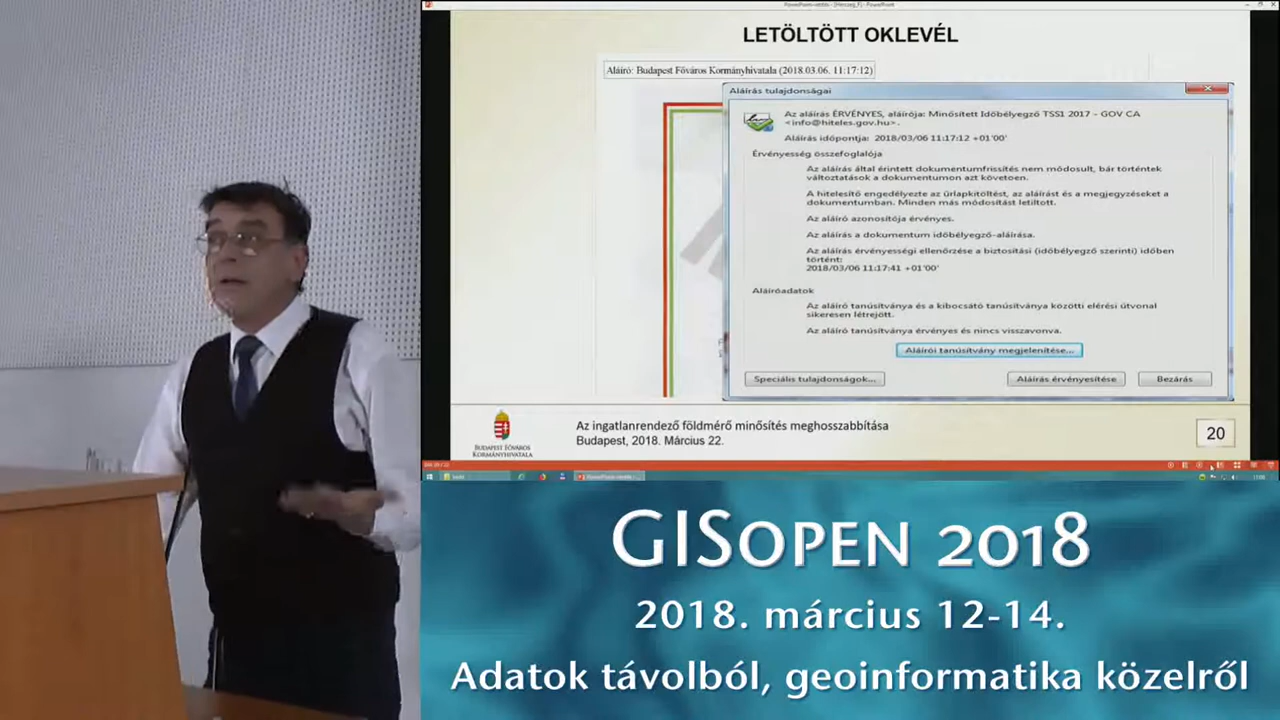 LETÖLTÖTT OKLEVÉL
Aláíró: Budapest Főváros Kormányhivatala (2018.03.06. 11:17:12)
Aláírás tulajdonságai
Az aláírás ÉRVÉNYES, aláírója: Minősített Időbélyegző TSS1 2017 - GOV CA
<info@hiteles.gov.hu>.
Aláírás időpontja: 2018/03/06 11:17:12 +01'00'
Érvényesség összefoglalója
Az aláírás által érintett dokumentumfrissítés nem módosult, bár történtek
változtatások a dokumentumon azt követoen.
A hitelesítő engedélyezte az űrlapkitöltést, az aláírást és a megjegyzéseket a
dokumentumban. Minden más módosítást letiltott.
Az aláíró azonosítója érvényes.
Az aláírás a dokumentum időbélyegző-aláírása.
Az aláírás érvényességi ellenőrzése a biztosítási (időbélyegző szerinti) időben
történt:
2018/03/06 11:17:41 +01'00'
Aláíróadatok
Az aláíró tanúsítványa és a kibocsátó tanúsítványa közötti elérési útvonal
sikeresen létrejött.
Az aláíró tanúsítványa érvényes és nincs visszavonva.
Aláírói tanúsítvány megjelenítése...
Speciális tulajdonságok...
Aláírás érvényesítése
Bezárás
BUDAPEST FŐVÁROS
KORMÁNYHIVATALA
Az ingatlanrendező földmérő minősítés meghosszabbítása
Budapest, 2018. Március 22.
20
GISOPEN 2018
2018. március 12-14.
Adatok távolból, geoinformatika közelről